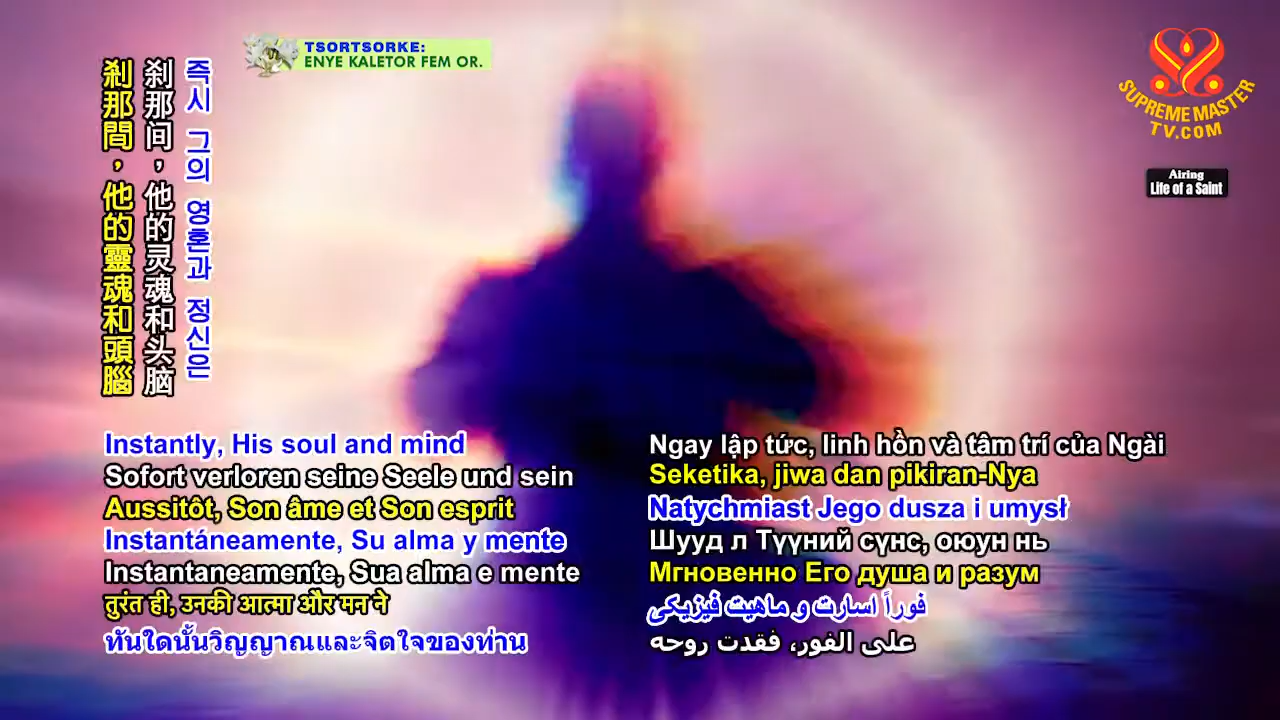 TSORTSORKE:
ENYE KALETOR FEM OR.
SUPREME MASTER
TV.COM
Airing
Life of a Saint
刹那間，他的靈魂和頭腦
刹那间，他的灵魂和头脑
즉시 그의 영혼과 정신은
Instantly, His soul and mind
Sofort verloren seine Seele und sein
Aussitôt, Son âme et Son esprit
Instantáneamente, Su alma y mente
Instantaneamente, Sua alma e mente
तुरंत ही, उनकी आत्मा और मन ने
ทันใดนั้นวิญญาณและจิตใจของท่าน
Ngay lập tức, linh hồn và tâm trí của Ngài
Seketika, jiwa dan pikiran-Nya
Natychmiast Jego dusza i umysł
Шууд л Түүний сүнс, оюун нь
Мгновенно Его душа и разум
فوراً اسارت و ماهیت فیزیکی
على الفور، فقدت روحه